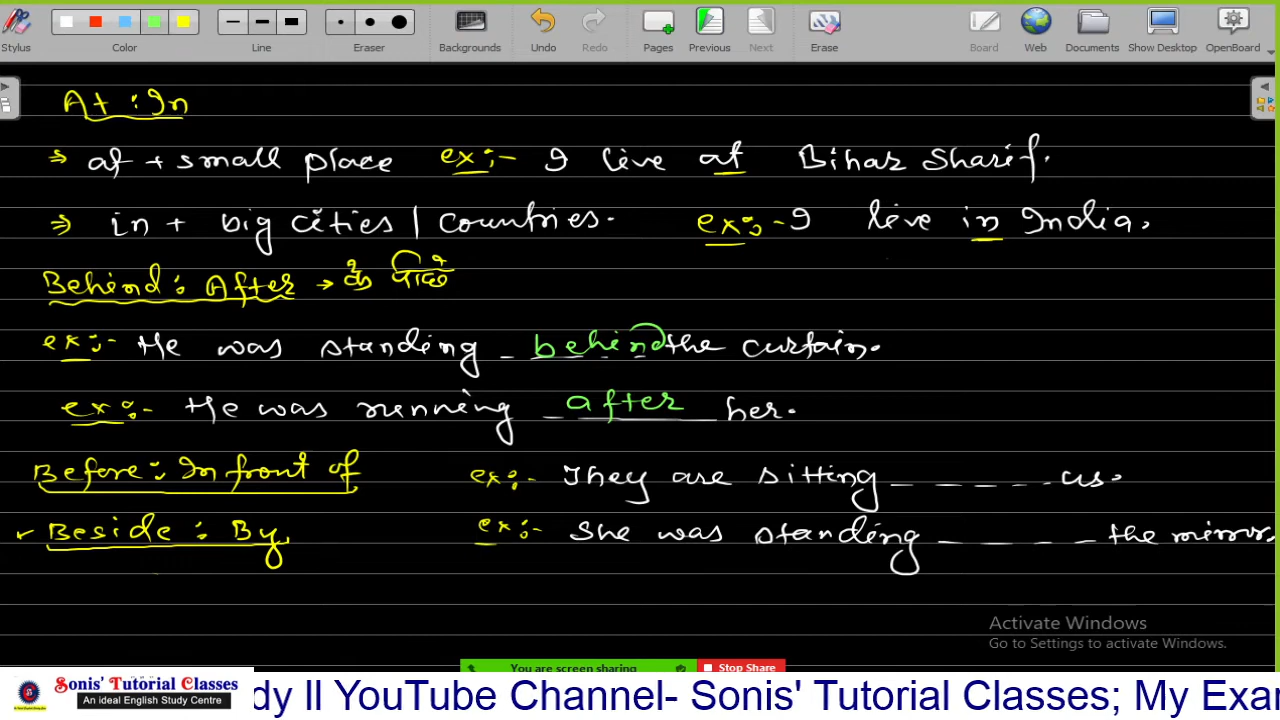 Stylus Color Line Eraser Backgrounds Undo Redo Pages Previous Next Erase Board Web Documents Show Desktop OpenBoard
At : In
⇒ at + small place ex:- I live at Bihar Sharif.
⇒ in + big cities / countries. ex:- I live in India.
Behind : After → के पीछे
ex:- He was standing behind the curtain.
ex:- He was running after her.
Before : In front of ex:- They are sitting _ _ _ _ _ us.
✓ Beside : By, ex:- She was standing _ _ _ _ _ the mirror.
Activate Windows
Go to Settings to activate Windows.
You are screen sharing Stop Share
Sonis' Tutorial Classes
An ideal English Study Centre
dy II YouTube Channel- Sonis' Tutorial Classes; My Exa